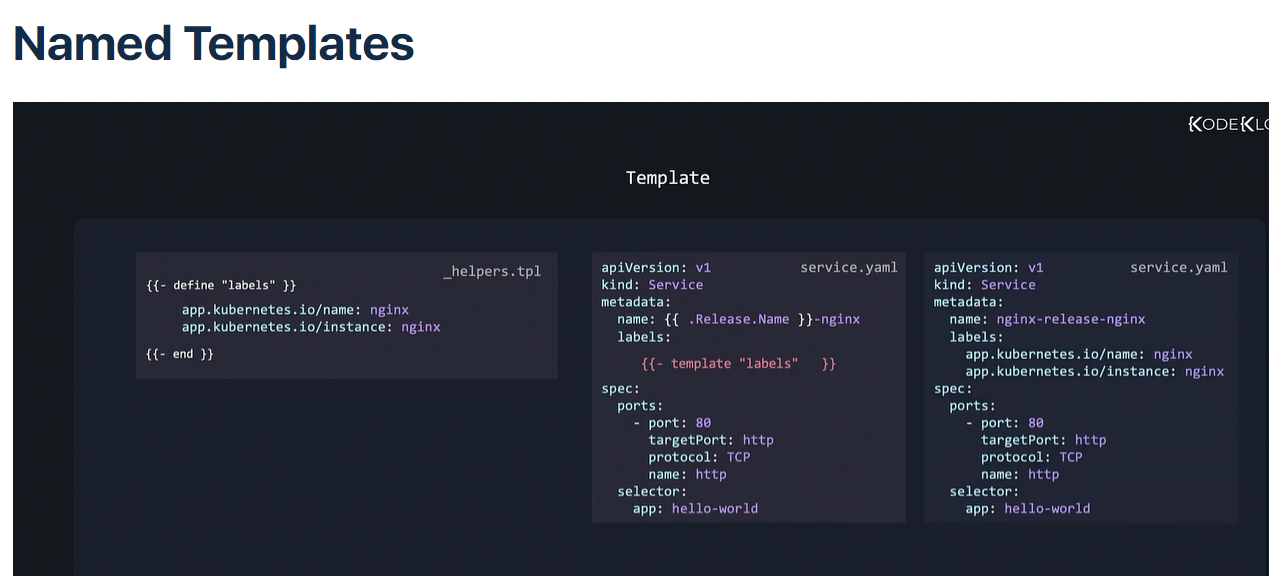 Named Templates
{KODE{KLO
Template
_helpers.tpl
{{- define "labels" }}
app.kubernetes.io/name: nginx
app.kubernetes.io/instance: nginx
{{- end }}
service.yaml
apiVersion: v1
kind: Service
metadata:
name: {{ .Release.Name }}-nginx
labels:
{{- template "labels" }}
spec:
ports:
- port: 80
targetPort: http
protocol: TCP
name: http
selector:
app: hello-world
service.yaml
apiVersion: v1
kind: Service
metadata:
name: nginx-release-nginx
labels:
app.kubernetes.io/name: nginx
app.kubernetes.io/instance: nginx
spec:
ports:
- port: 80
targetPort: http
protocol: TCP
name: http
selector:
app: hello-world